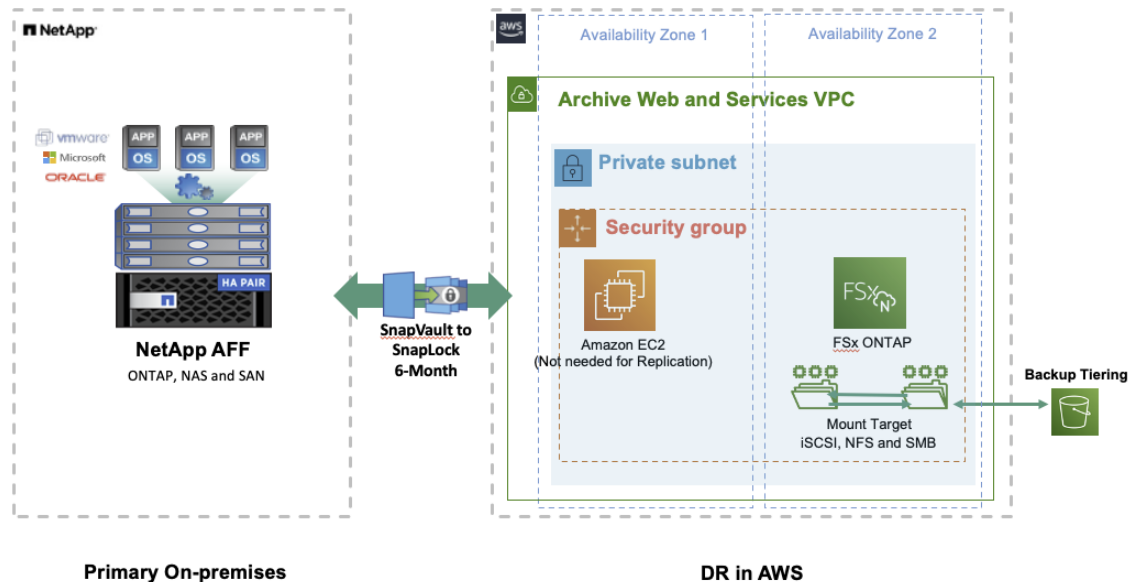 NetApp
vmware
Microsoft
ORACLE
APP
OS
APP
OS
APP
OS
HA PAIR
NetApp AFF
ONTAP, NAS and SAN
Primary On-premises
SnapVault to
SnapLock
6-Month
aws
Availability Zone 1
Availability Zone 2
Archive Web and Services VPC
Private subnet
Security group
Amazon EC2
(Not needed for Replication)
FSx
N
FSx ONTAP
Mount Target
iSCSI, NFS and SMB
Backup Tiering
DR in AWS